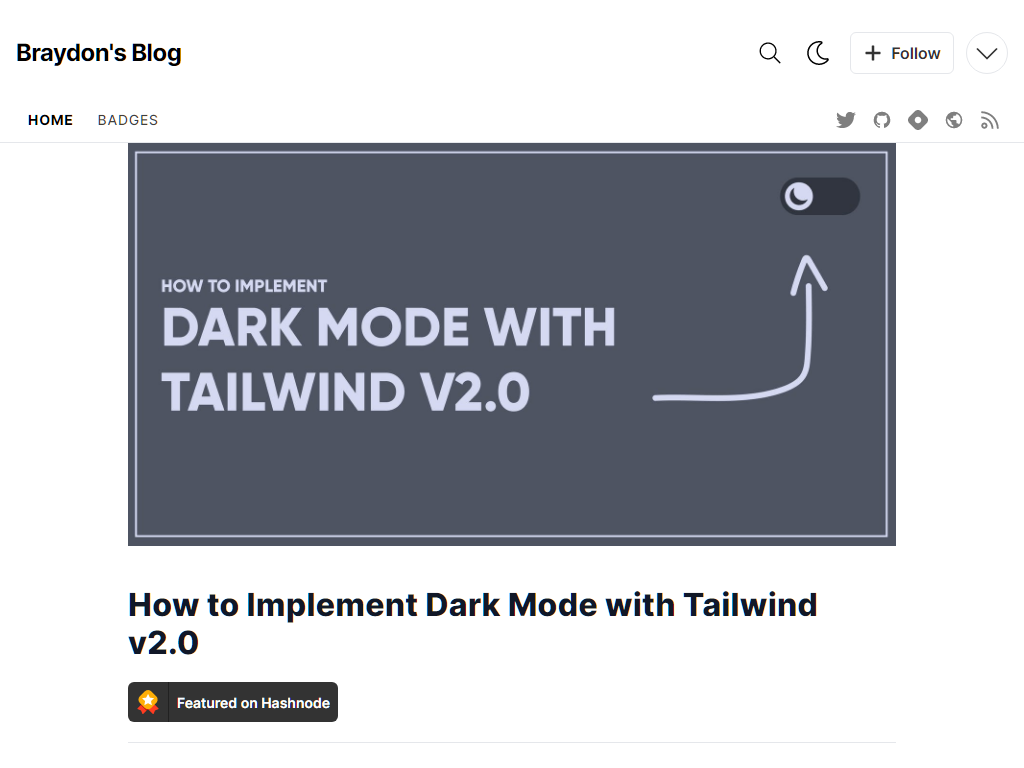 Braydon's Blog
Follow
HOME BADGES
HOW TO IMPLEMENT
DARK MODE WITH
TAILWIND V2.0
How to Implement Dark Mode with Tailwind
v2.0
Featured on Hashnode